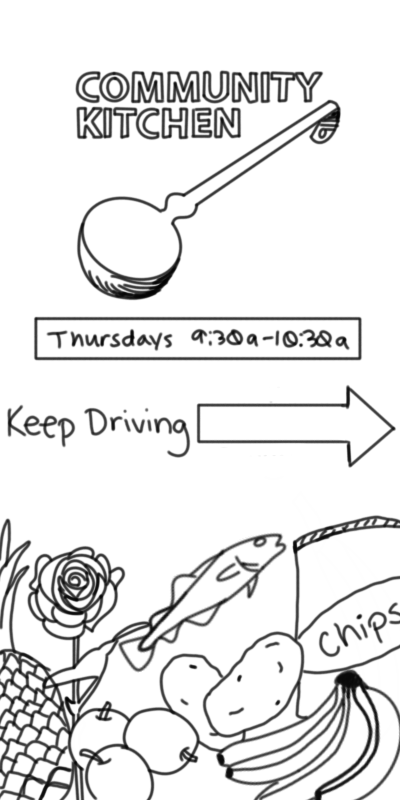 COMMUNITY
KITCHEN
Thursdays 9:30a-10:30a
Keep Driving
chips